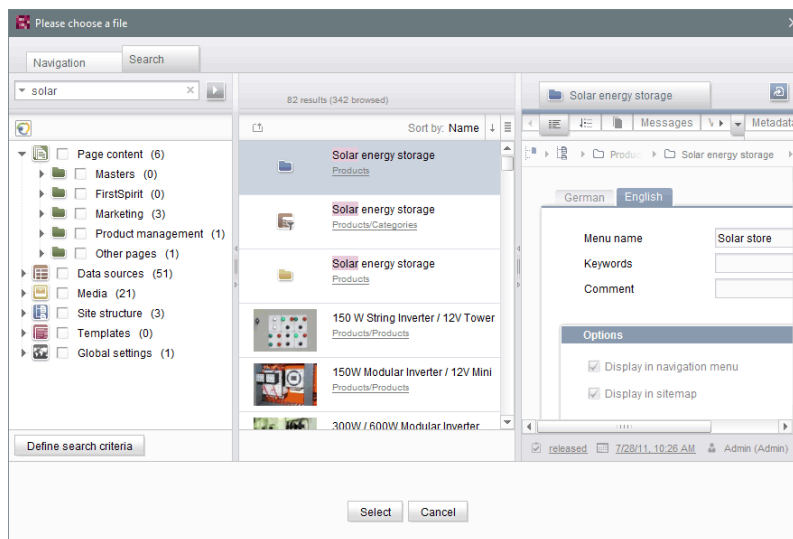 Please choose a file
Navigation
Search
solar
Page content (6)
Masters (0)
FirstSpirit (0)
Marketing (3)
Product management (1)
Other pages (1)
Data sources (51)
Media (21)
Site structure (3)
Templates (0)
Global settings (1)
Define search criteria
82 results (342 browsed)
Sort by: Name
Solar energy storage
Products
Solar energy storage
Products/Categories
Solar energy storage
Products
150 W String Inverter / 12V Tower
Products/Products
150W Modular Inverter / 12V Mini
Products/Products
300W / 600W Modular Inverter
Solar energy storage
Messages
Metadata
Produc
Solar energy storage
German
English
Menu name
Solar store
Keywords
Comment
Options
Display in navigation menu
Display in sitemap
released 7/28/11, 10:26 AM Admin (Admin)
Select
Cancel